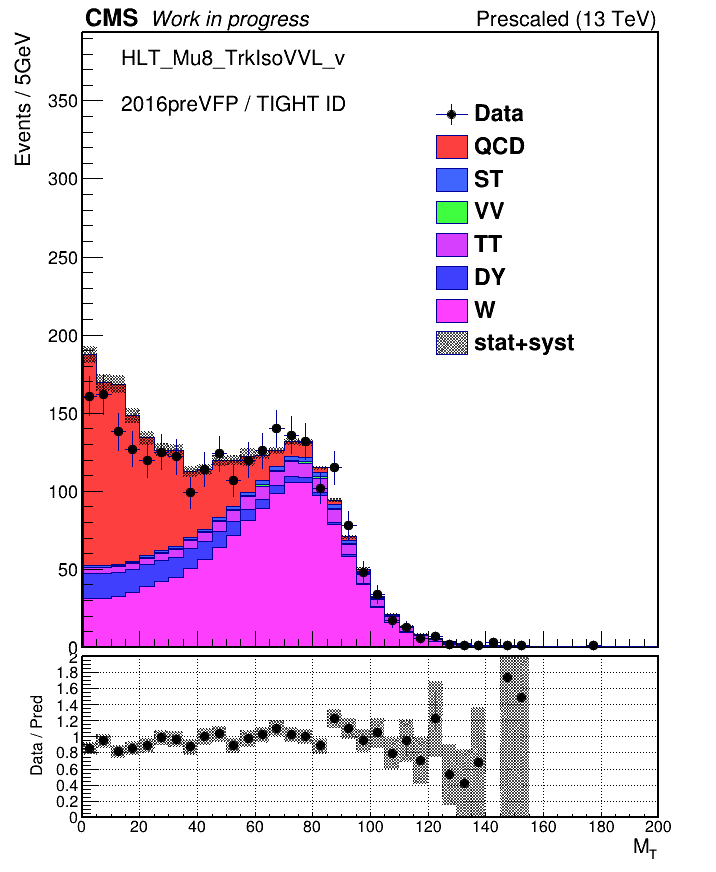 CMS Work in progress Prescaled (13 TeV)
Events / 5GeV
HLT_Mu8_TrkIsoVVL_v
2016preVFP / TIGHT ID
Data
QCD
ST
VV
TT
DY
W
stat+syst
350
300
250
200
150
100
50
0
Data / Pred
2
1.8
1.6
1.4
1.2
1
0.8
0.6
0.4
0.2
0
0 20 40 60 80 100 120 140 160 180 200
M_T